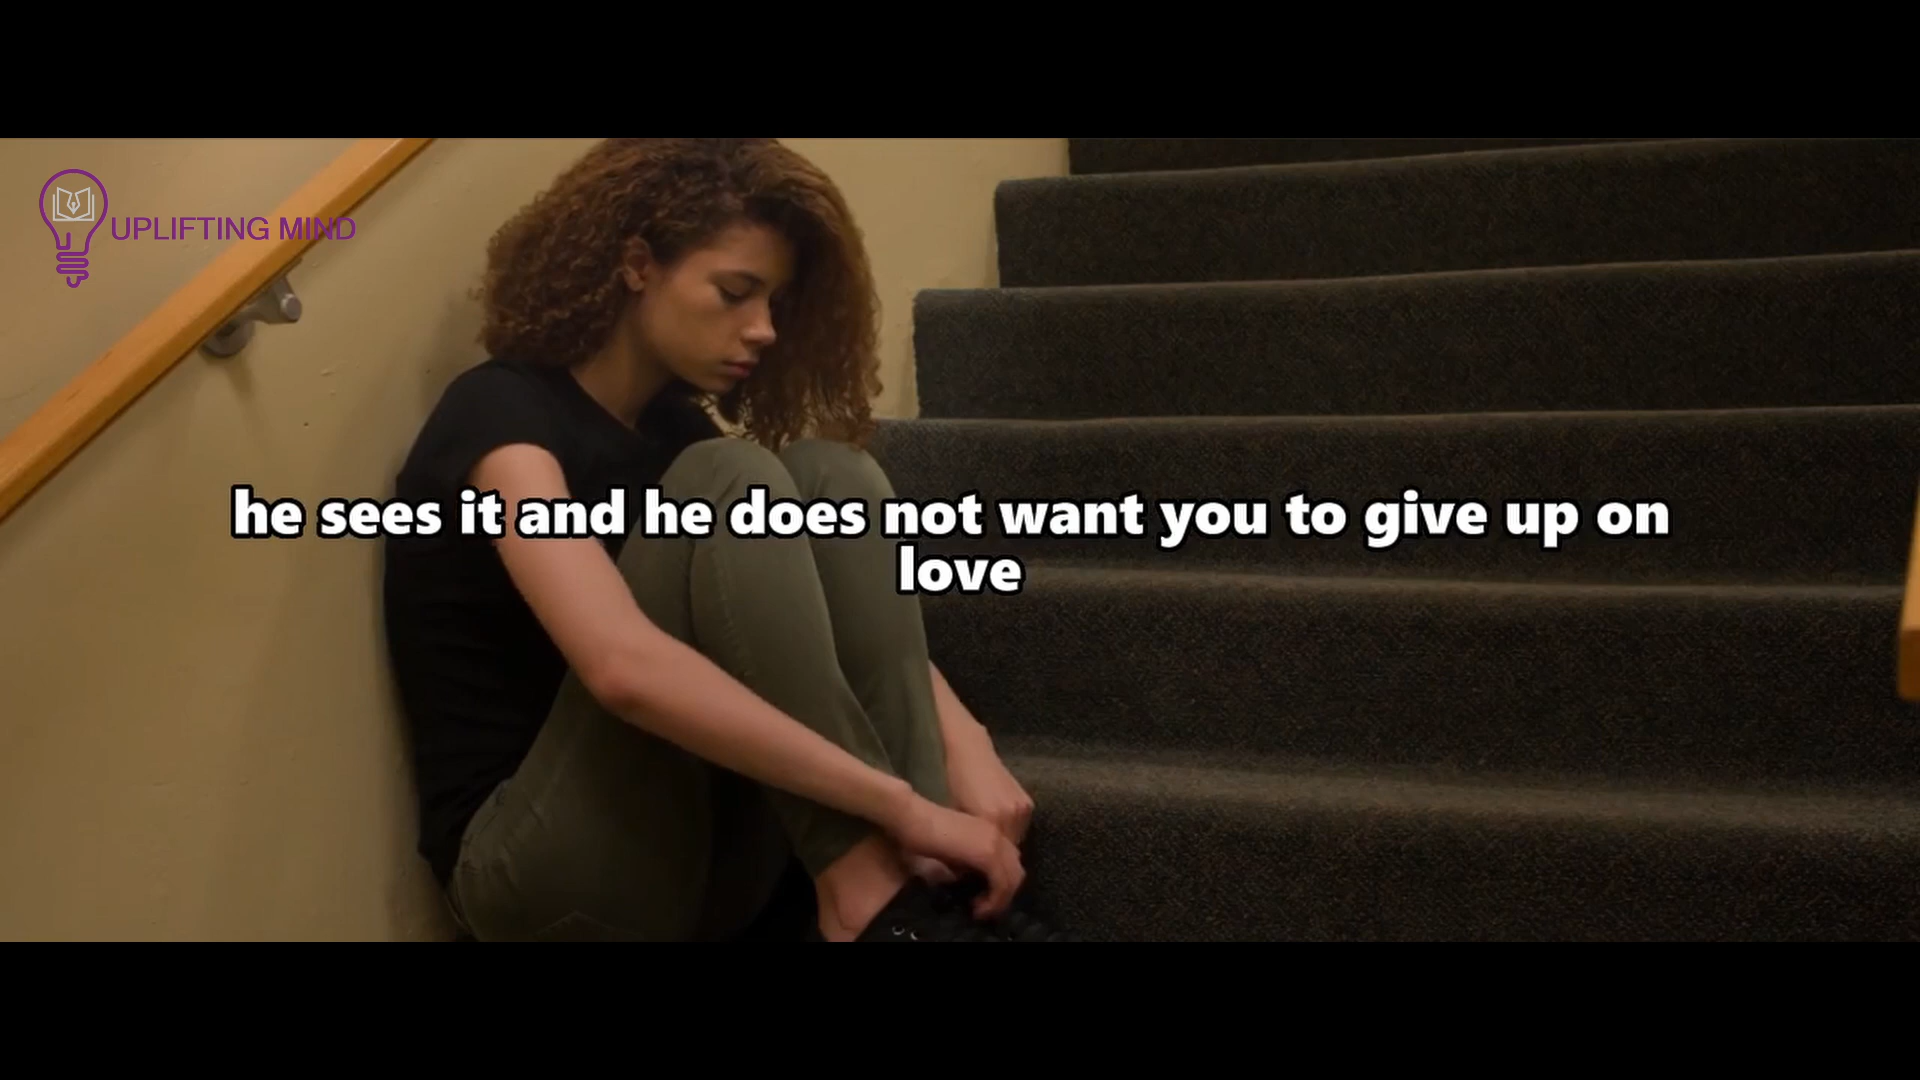 UPLIFTING MIND
he sees it and he does not want you to give up on
love